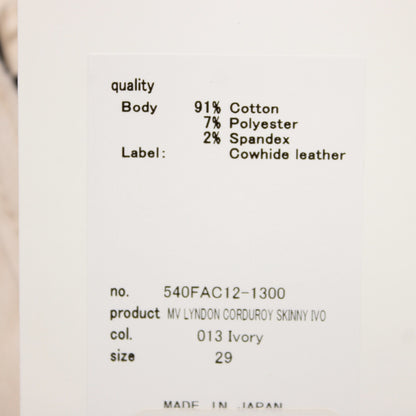 quality
Body 91% Cotton
7% Polyester
2% Spandex
Label: Cowhide leather
no. 540FAC12-1300
product MV LYNDON CORDUROY SKINNY IVO
col. 013 Ivory
size 29
MADE IN JAPAN